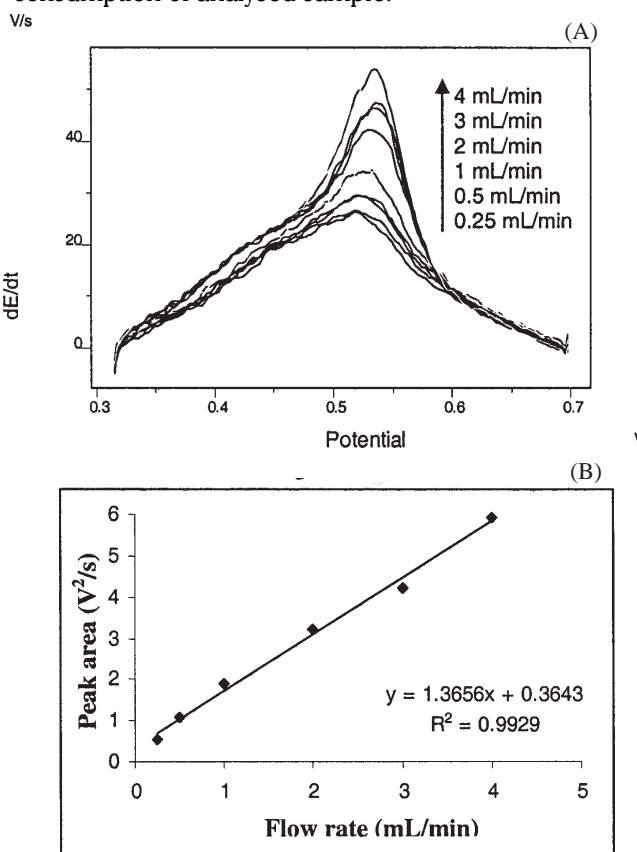 consumption of analysed sample.
V/s
(A)
4 mL/min
3 mL/min
2 mL/min
1 mL/min
0.5 mL/min
0.25 mL/min
40
20
0
dE/dt
0.3 0.4 0.5 0.6 0.7
Potential
(B)
6
5
4
3
2
1
0
Peak area (V²/s)
y = 1.3656x + 0.3643
R² = 0.9929
0 1 2 3 4 5
Flow rate (mL/min)